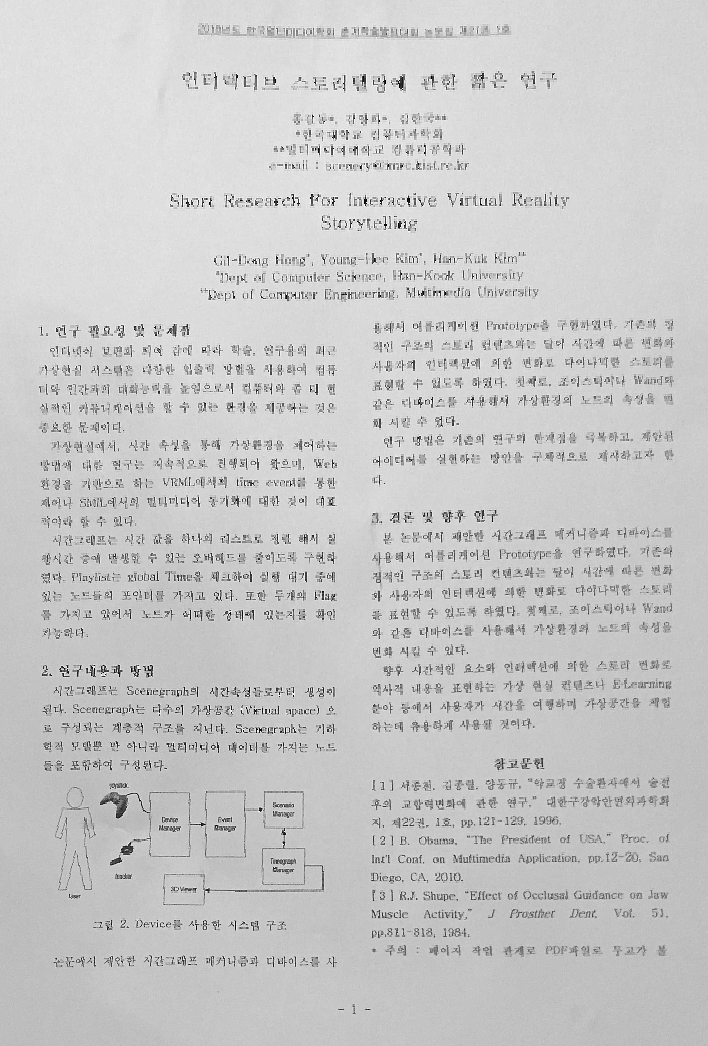 2018년도 한국멀티미디어학회 춘계학술발표대회 논문집 제21권 1호
인터랙티브 스토리텔링에 관한 짧은 연구
홍길동*, 김영희*, 김한국**
*한국대학교 컴퓨터과학과
**멀티미디어대학교 컴퓨터공학과
e-mail : scenery@imrc.kist.re.kr
Short Research For Interactive Virtual Reality
Storytelling
Gil-Dong Hong*, Young-Hee Kim*, Han-Kuk Kim**
*Dept of Computer Science, Han-Kook University
**Dept of Computer Engineering, Multimedia University
1. 연구 필요성 및 문제점
인터넷이 보편화 되어 감에 따라 학술, 연구용의 최근
가상현실 시스템은 다양한 입출력 방법을 사용하여 컴퓨
터와 인간과의 대화능력을 높임으로서 컴퓨터와 좀 더 현
실적인 커뮤니케이션을 할 수 있는 환경을 제공하는 것은
중요한 문제이다.
가상현실에서, 시간 속성을 통해 가상환경을 제어하는
방법에 대한 연구는 지속적으로 진행되어 왔으며, Web
환경을 기반으로 하는 VRML에서의 time event를 통한
제어나 SMIL에서의 멀티미디어 동기화에 대한 것이 대표
적이라 할 수 있다.
시간그래프는 시간 값을 하나의 리스트로 정렬 해서 실
행시간 중에 발생할 수 있는 오버헤드를 줄이도록 구현하
였다. Playlist는 global Time을 체크하여 실행 대기 중에
있는 노드들의 포인터를 가지고 있다. 또한 두개의 Flag
를 가지고 있어서 노드가 어떠한 상태에 있는지를 확인
가능하다.
2. 연구내용과 방법
시간그래프는 Scenegraph의 시간속성들로부터 생성이
된다. Scenegraph는 다수의 가상공간 (Virtual space) 으
로 구성되는 계층적 구조를 지닌다. Scenegraph는 기하
학적 모델뿐 만 아니라 멀티미디어 데이터를 가지는 노드
들을 포함하여 구성된다.
joystick
tracker
User
Device
Manager
Event
Manager
Scenario
Manager
Timegraph
Manager
3D Viewer
그림 2. Device를 사용한 시스템 구조
논문에서 제안한 시간그래프 메커니즘과 디바이스를 사
용해서 어플리케이션 Prototype을 구현하였다. 기존의 정
적인 구조의 스토리 컨텐츠와는 달이 시간에 따른 변화와
사용자의 인터랙션에 의한 변화로 다이나믹한 스토리를
표현할 수 있도록 하였다. 첫째로, 조이스틱이나 Wand와
같은 디바이스를 사용해서 가상환경의 노드의 속성을 변
화 시킬 수 있다.
연구 방법은 기존의 연구의 한계점을 극복하고, 제안된
아이디어를 실현하는 방안을 구체적으로 제시하고자 한
다.
3. 결론 및 향후 연구
본 논문에서 제안한 시간그래프 메커니즘과 디바이스를
사용해서 어플리케이션 Prototype을 연구하였다. 기존의
정적인 구조의 스토리 컨텐츠와는 달이 시간에 따른 변화
와 사용자의 인터랙션에 의한 변화로 다이나믹한 스토리
를 표현할 수 있도록 하였다. 첫째로, 조이스틱이나 Wand
와 같은 디바이스를 사용해서 가상환경의 노드의 속성을
변화 시킬 수 있다.
향후 시간적인 요소와 인터랙션에 의한 스토리 변화로
역사적 내용을 표현하는 가상 현실 컨텐츠나 E-Learning
분야 등에서 사용자가 시간을 여행하며 가상공간을 체험
하는데 유용하게 사용될 것이다.
참고문헌
[1] 서종천, 김종렬, 양동규, "악교정 수술환자에서 술전
후의 교합력변화에 관한 연구," 대한구강악안면외과학회
지, 제22권, 1호, pp.121-129, 1996.
[2] B. Obama, "The President of USA," Proc. of
Int'l Conf. on Multimedia Application, pp.12-20, San
Diego, CA, 2010.
[3] R.J. Shupe, "Effect of Occlusal Guidance on Jaw
Muscle Activity," J Prosthet Dent, Vol. 51,
pp.811-818, 1984.
* 주의 : 페이지 작업 관계로 PDF파일로 투고가 불
- 1 -